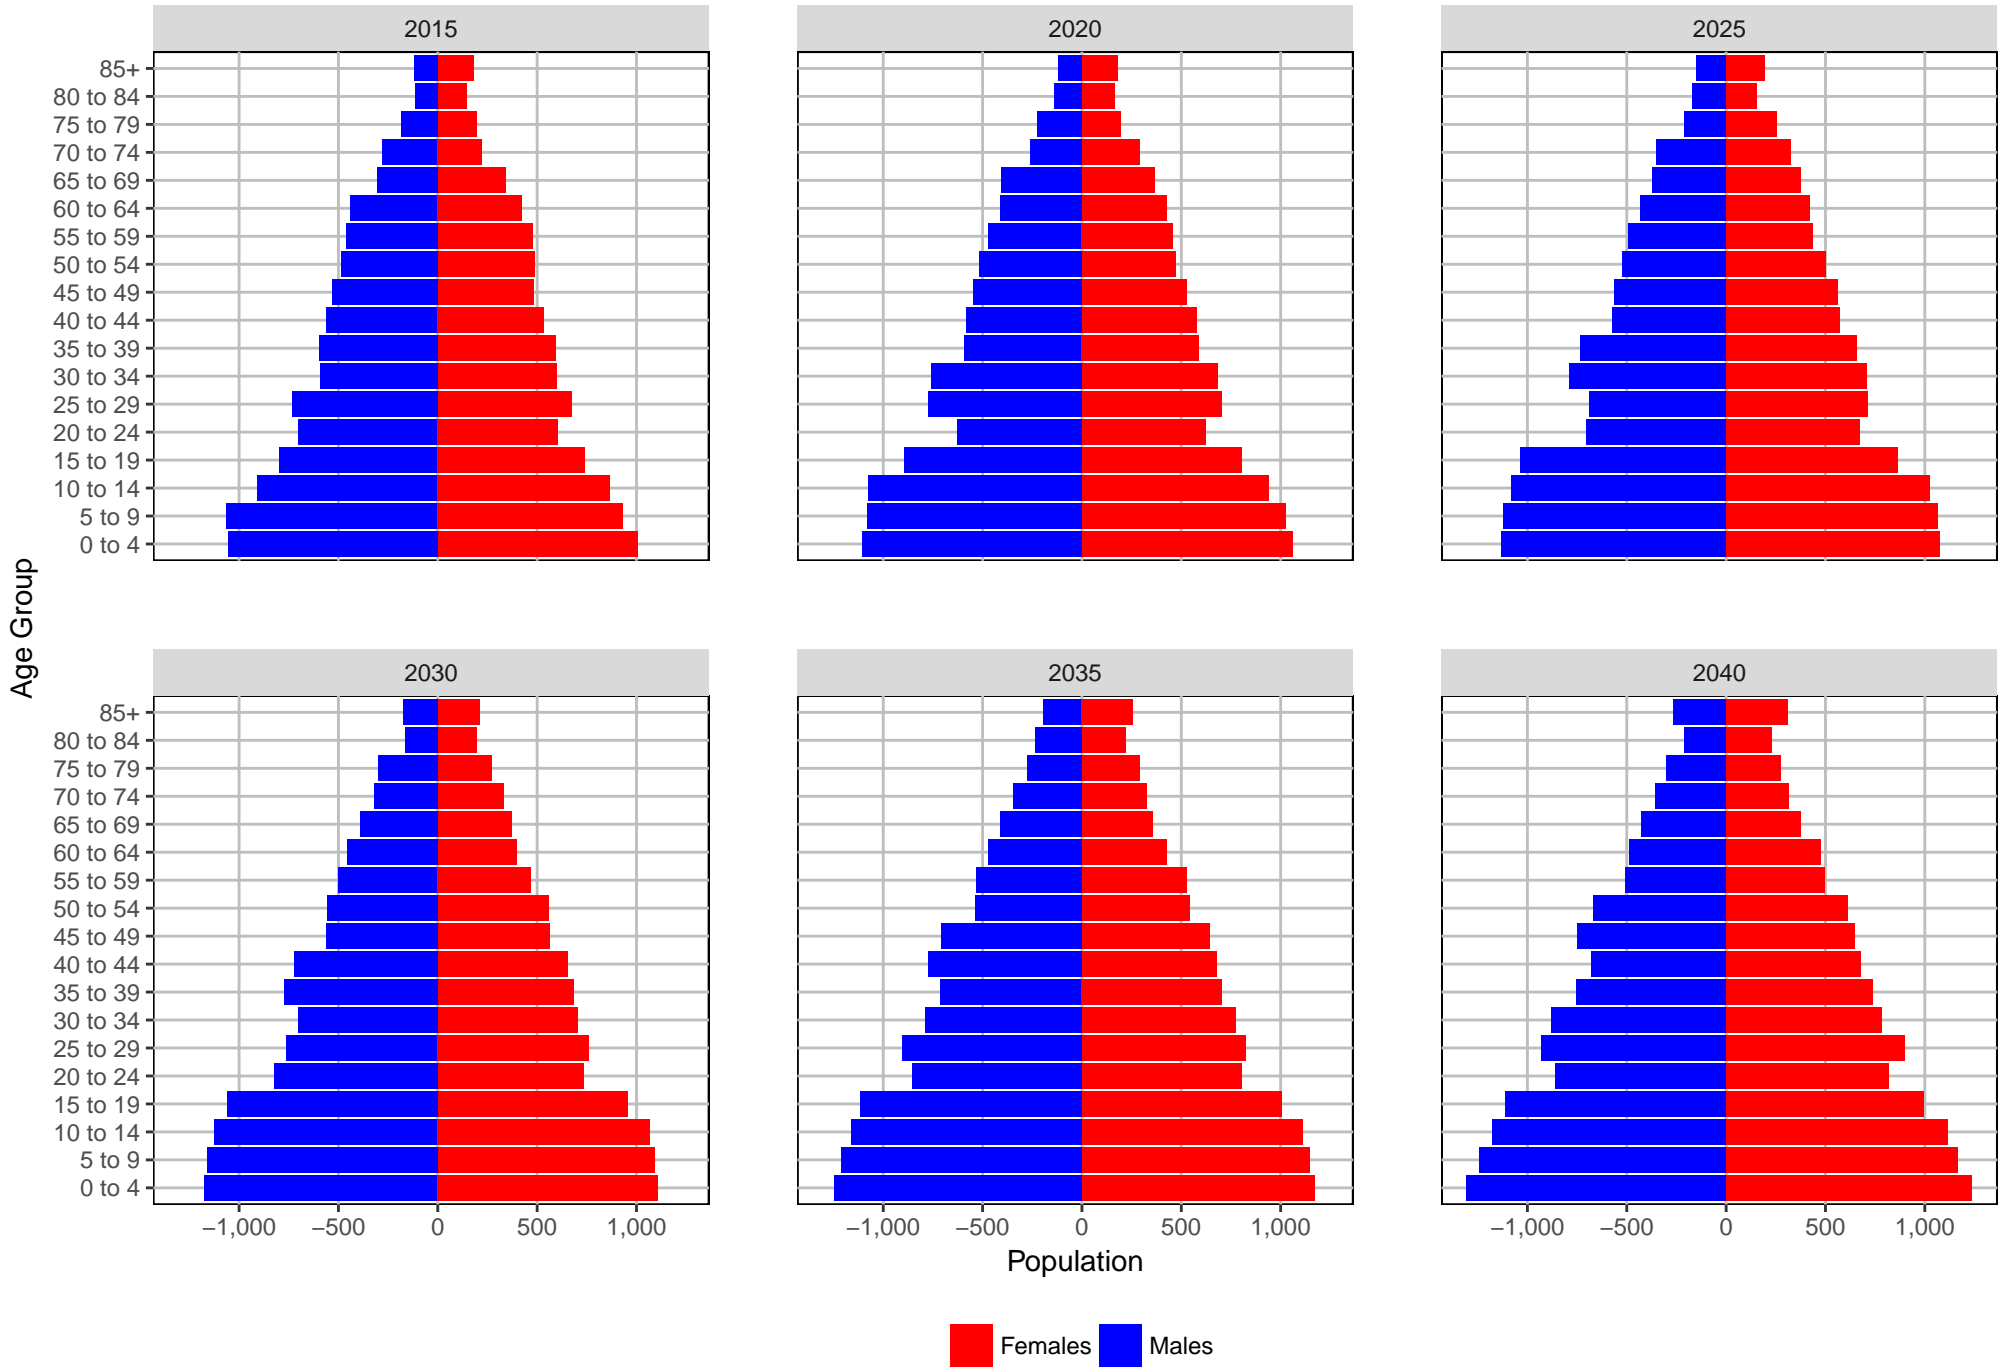 2015
2020
2025
85+
80 to 84
75 to 79
70 to 74
65 to 69
60 to 64
55 to 59
50 to 54
45 to 49
40 to 44
35 to 39
30 to 34
25 to 29
20 to 24
15 to 19
10 to 14
5 to 9
0 to 4
Age Group
2030
2035
2040
85+
80 to 84
75 to 79
70 to 74
65 to 69
60 to 64
55 to 59
50 to 54
45 to 49
40 to 44
35 to 39
30 to 34
25 to 29
20 to 24
15 to 19
10 to 14
5 to 9
0 to 4
−1,000 −500 0 500 1,000
−1,000 −500 0 500 1,000
−1,000 −500 0 500 1,000
Population
Females Males